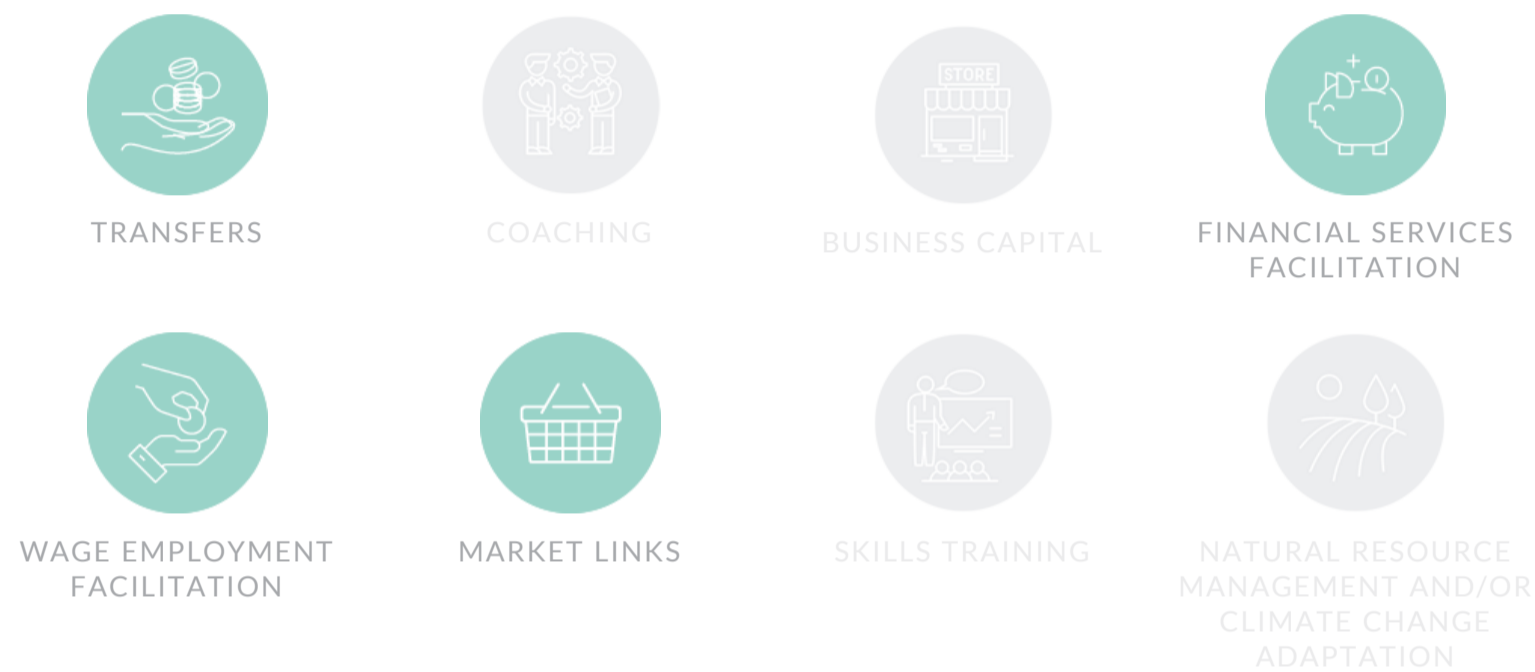 TRANSFERS
COACHING
STORE
BUSINESS CAPITAL
FINANCIAL SERVICES
FACILITATION
WAGE EMPLOYMENT
FACILITATION
MARKET LINKS
SKILLS TRAINING
NATURAL RESOURCE
MANAGEMENT AND/OR
CLIMATE CHANGE
ADAPTATION